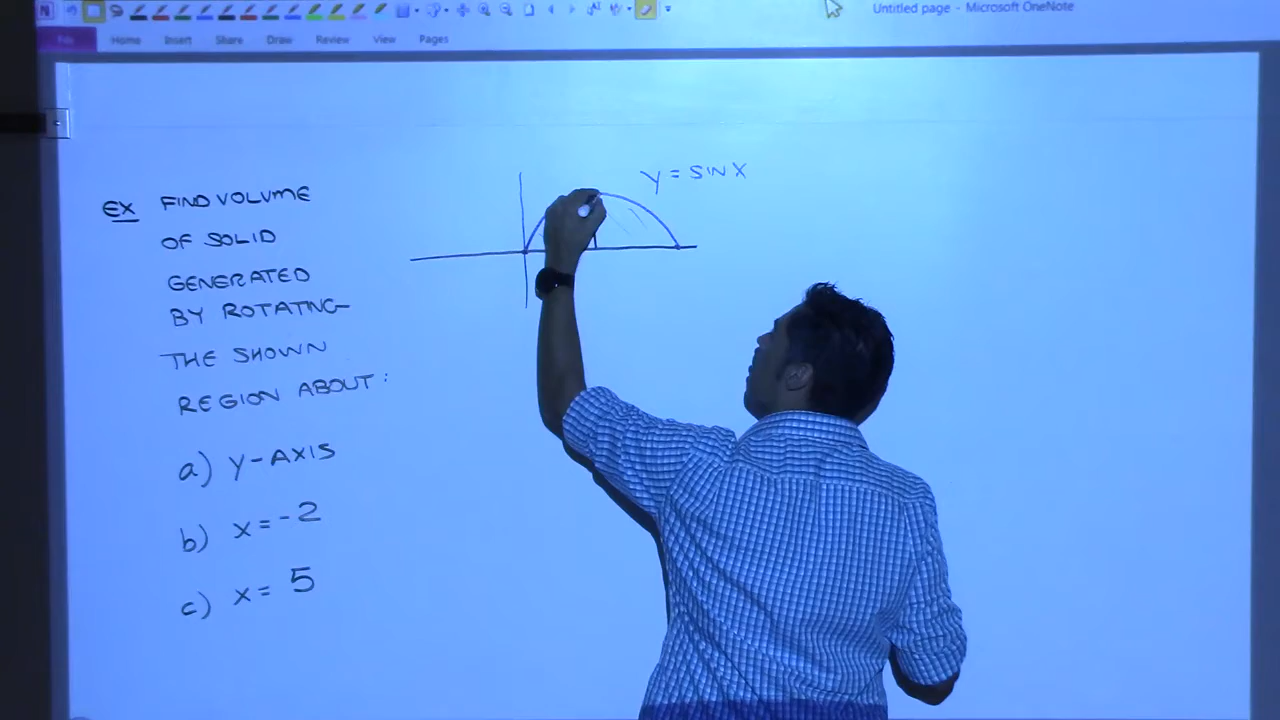 Untitled page - Microsoft OneNote
File Home Insert Share Draw Review View Pages
y = SIN X
EX FIND VOLUME
OF SOLID
GENERATED
BY ROTATING
THE SHOWN
REGION ABOUT:
a) Y-AXIS
b) X=-2
c) X= 5